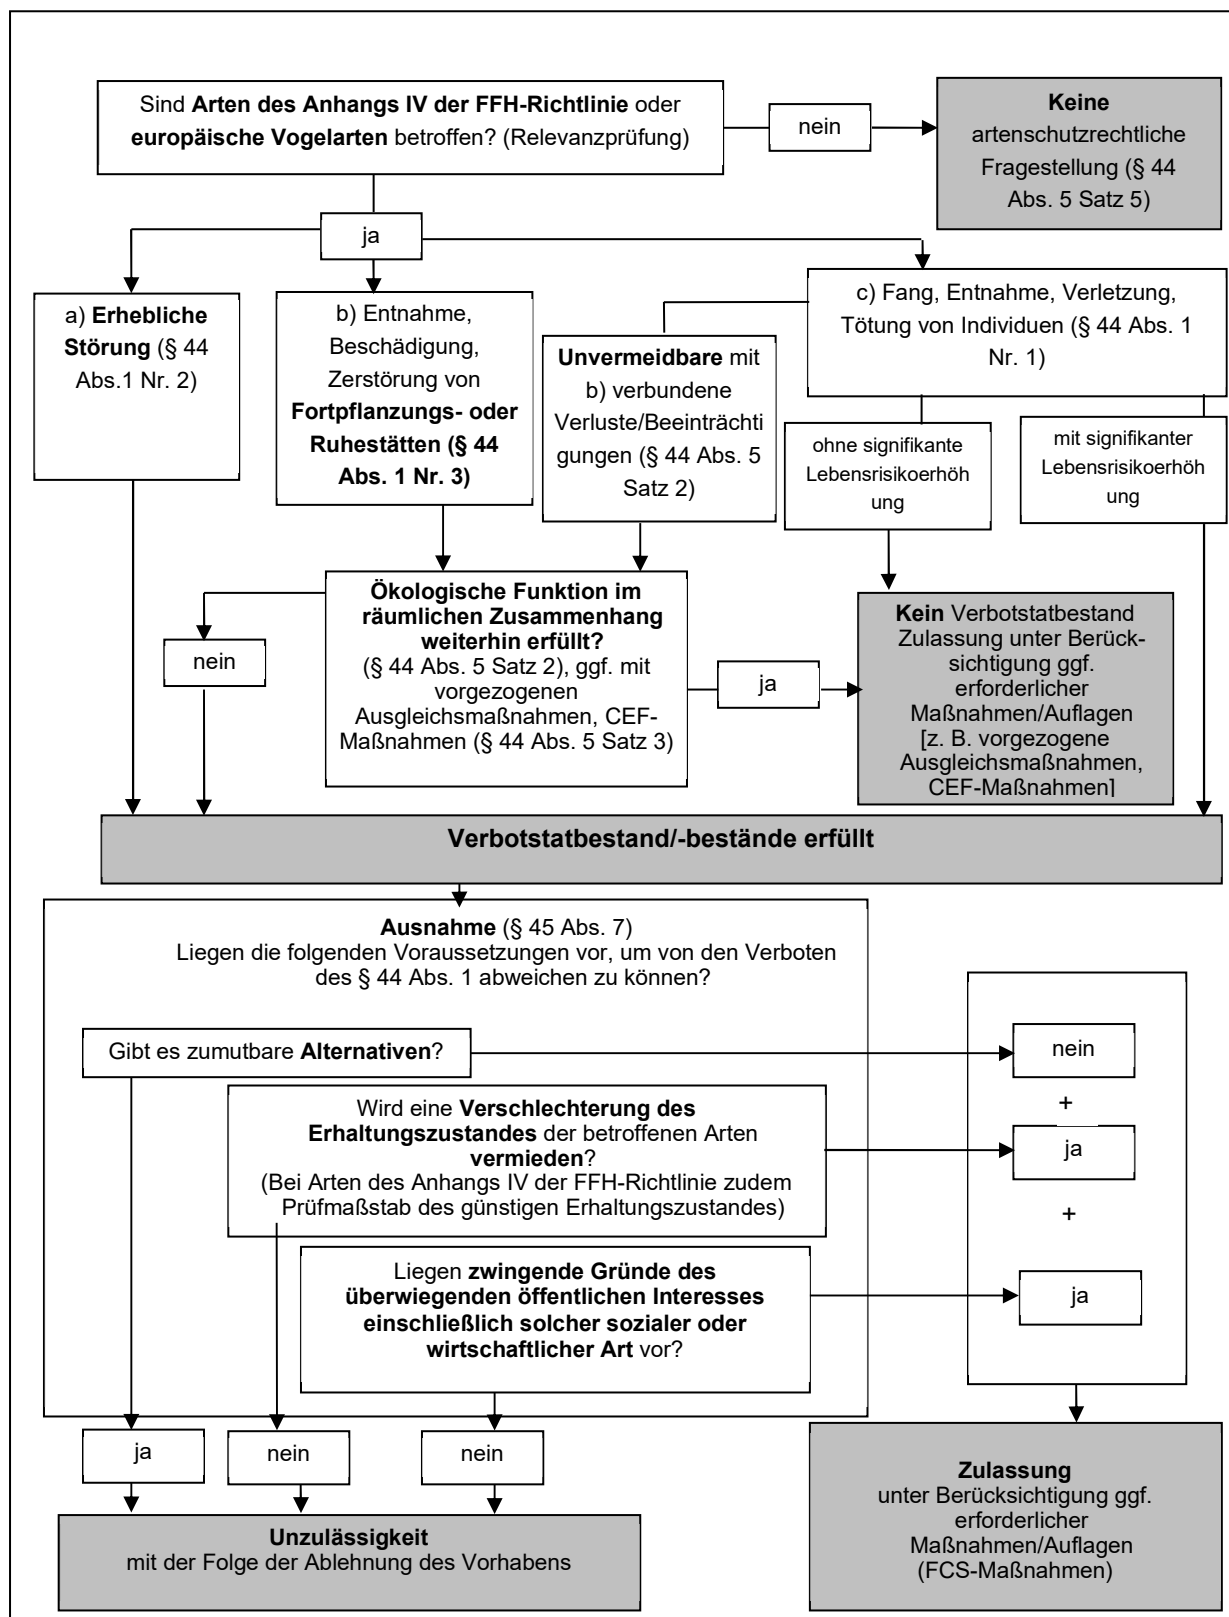 Sind Arten des Anhangs IV der FFH-Richtlinie oder
europäische Vogelarten betroffen? (Relevanzprüfung)
nein
Keine
artenschutzrechtliche
Fragestellung (§ 44
Abs. 5 Satz 5)
ja
a) Erhebliche
Störung (§ 44
Abs.1 Nr. 2)
b) Entnahme,
Beschädigung,
Zerstörung von
Fortpflanzungs- oder
Ruhestätten (§ 44
Abs. 1 Nr. 3)
Unvermeidbare mit
b) verbundene
Verluste/Beeinträchti
gungen (§ 44 Abs. 5
Satz 2)
c) Fang, Entnahme, Verletzung,
Tötung von Individuen (§ 44 Abs. 1
Nr. 1)
ohne signifikante
Lebensrisikoerhöh
ung
mit signifikanter
Lebensrisikoerhöh
ung
Ökologische Funktion im
räumlichen Zusammenhang
weiterhin erfüllt?
(§ 44 Abs. 5 Satz 2), ggf. mit
vorgezogenen
Ausgleichsmaßnahmen, CEF-
Maßnahmen (§ 44 Abs. 5 Satz 3)
nein
ja
Kein Verbotstatbestand
Zulassung unter Berück-
sichtigung ggf.
erforderlicher
Maßnahmen/Auflagen
[z. B. vorgezogene
Ausgleichsmaßnahmen,
CEF-Maßnahmen]
Verbotstatbestand/-bestände erfüllt
Ausnahme (§ 45 Abs. 7)
Liegen die folgenden Voraussetzungen vor, um von den Verboten
des § 44 Abs. 1 abweichen zu können?
Gibt es zumutbare Alternativen?
nein
+
Wird eine Verschlechterung des
Erhaltungszustandes der betroffenen Arten
vermieden?
(Bei Arten des Anhangs IV der FFH-Richtlinie zudem
Prüfmaßstab des günstigen Erhaltungszustandes)
ja
+
Liegen zwingende Gründe des
überwiegenden öffentlichen Interesses
einschließlich solcher sozialer oder
wirtschaftlicher Art vor?
ja
ja
nein
nein
Unzulässigkeit
mit der Folge der Ablehnung des Vorhabens
Zulassung
unter Berücksichtigung ggf.
erforderlicher
Maßnahmen/Auflagen
(FCS-Maßnahmen)